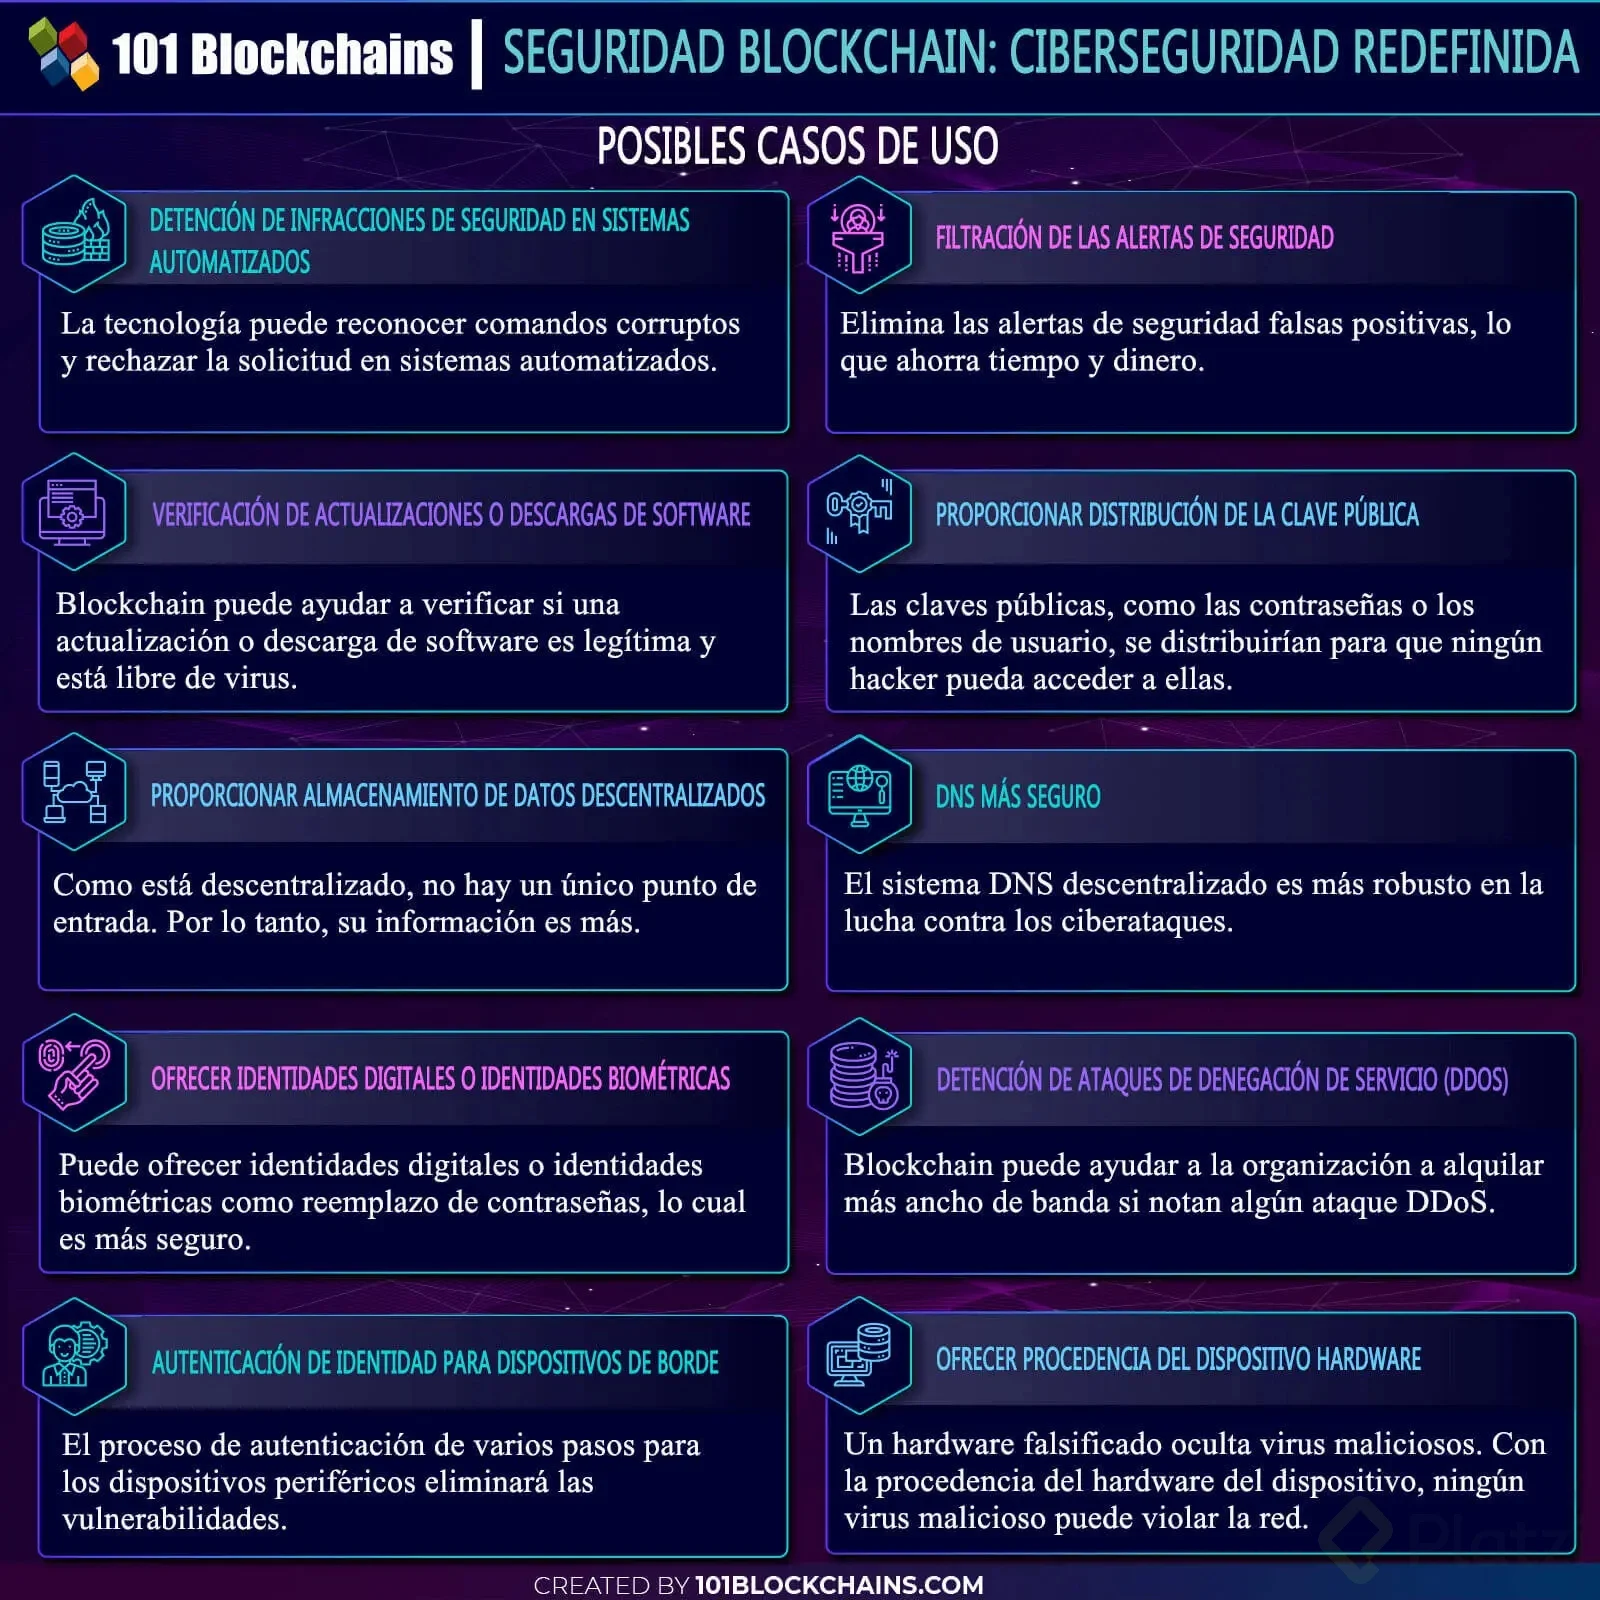 101 Blockchains
SEGURIDAD BLOCKCHAIN: CIBERSEGURIDAD REDEFINIDA
POSIBLES CASOS DE USO
DETENCIÓN DE INFRACCIONES DE SEGURIDAD EN SISTEMAS
AUTOMATIZADOS
La tecnología puede reconocer comandos corruptos
y rechazar la solicitud en sistemas automatizados.
FILTRACIÓN DE LAS ALERTAS DE SEGURIDAD
Elimina las alertas de seguridad falsas positivas, lo
que ahorra tiempo y dinero.
VERIFICACIÓN DE ACTUALIZACIONES O DESCARGAS DE SOFTWARE
Blockchain puede ayudar a verificar si una
actualización o descarga de software es legítima y
está libre de virus.
PROPORCIONAR DISTRIBUCIÓN DE LA CLAVE PÚBLICA
Las claves públicas, como las contraseñas o los
nombres de usuario, se distribuirían para que ningún
hacker pueda acceder a ellas.
PROPORCIONAR ALMACENAMIENTO DE DATOS DESCENTRALIZADOS
Como está descentralizado, no hay un único punto de
entrada. Por lo tanto, su información es más.
DNS MÁS SEGURO
El sistema DNS descentralizado es más robusto en la
lucha contra los ciberataques.
OFRECER IDENTIDADES DIGITALES O IDENTIDADES BIOMÉTRICAS
Puede ofrecer identidades digitales o identidades
biométricas como reemplazo de contraseñas, lo cual
es más seguro.
DETENCIÓN DE ATAQUES DE DENEGACIÓN DE SERVICIO (DDOS)
Blockchain puede ayudar a la organización a alquilar
más ancho de banda si notan algún ataque DDoS.
AUTENTICACIÓN DE IDENTIDAD PARA DISPOSITIVOS DE BORDE
El proceso de autenticación de varios pasos para
los dispositivos periféricos eliminará las
vulnerabilidades.
OFRECER PROCEDENCIA DEL DISPOSITIVO HARDWARE
Un hardware falsificado oculta virus maliciosos. Con
la procedencia del hardware del dispositivo, ningún
virus malicioso puede violar la red.
Platz
CREATED BY 101BLOCKCHAINS.COM